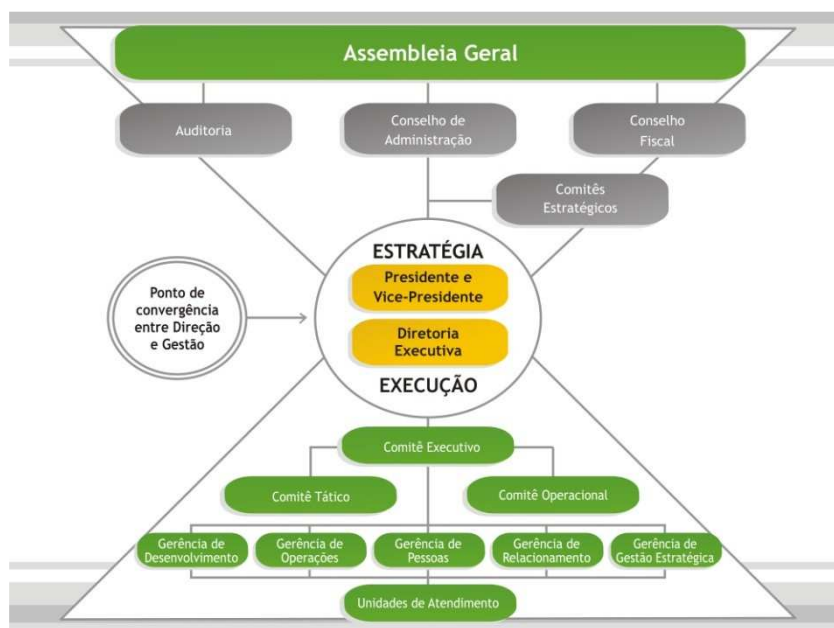 Assembleia Geral
Auditoria
Conselho de
Administração
Conselho
Fiscal
Comitês
Estratégicos
ESTRATÉGIA
Presidente e
Vice-Presidente
Ponto de
convergência
entre Direção
e Gestão
Diretoria
Executiva
EXECUÇÃO
Comitê Executivo
Comitê Tático
Comitê Operacional
Gerência de
Desenvolvimento
Gerência de
Operações
Gerência de
Pessoas
Gerência de
Relacionamento
Gerência de
Gestão Estratégica
Unidades de Atendimento